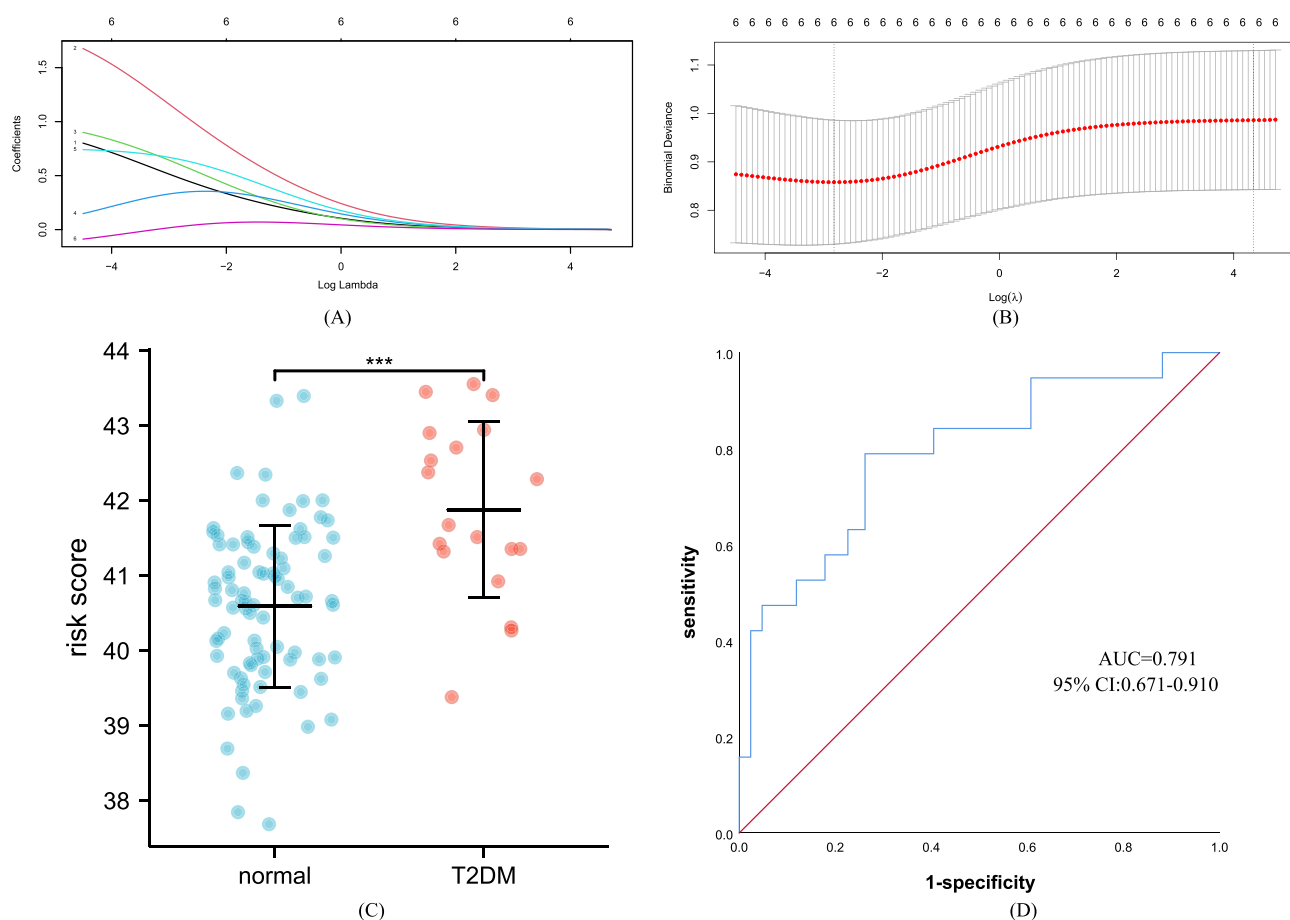 6 6 6 6 6
1.5
1.0
0.5
0.0
Coefficients
2
3
1
5
4
6
−4 −2 0 2 4
Log Lambda
(A)
6 6 6 6 6 6 6 6 6 6 6 6 6 6 6 6 6 6 6 6 6 6 6 6
1.1
1.0
0.9
0.8
Binomial Deviance
−4 −2 0 2 4
Log(λ)
(B)
44
43
42
41
40
39
38
risk score
***
normal T2DM
(C)
1.0
0.8
0.6
0.4
0.2
0.0
sensitivity
AUC=0.791
95% CI:0.671-0.910
0.0 0.2 0.4 0.6 0.8 1.0
1-specificity
(D)